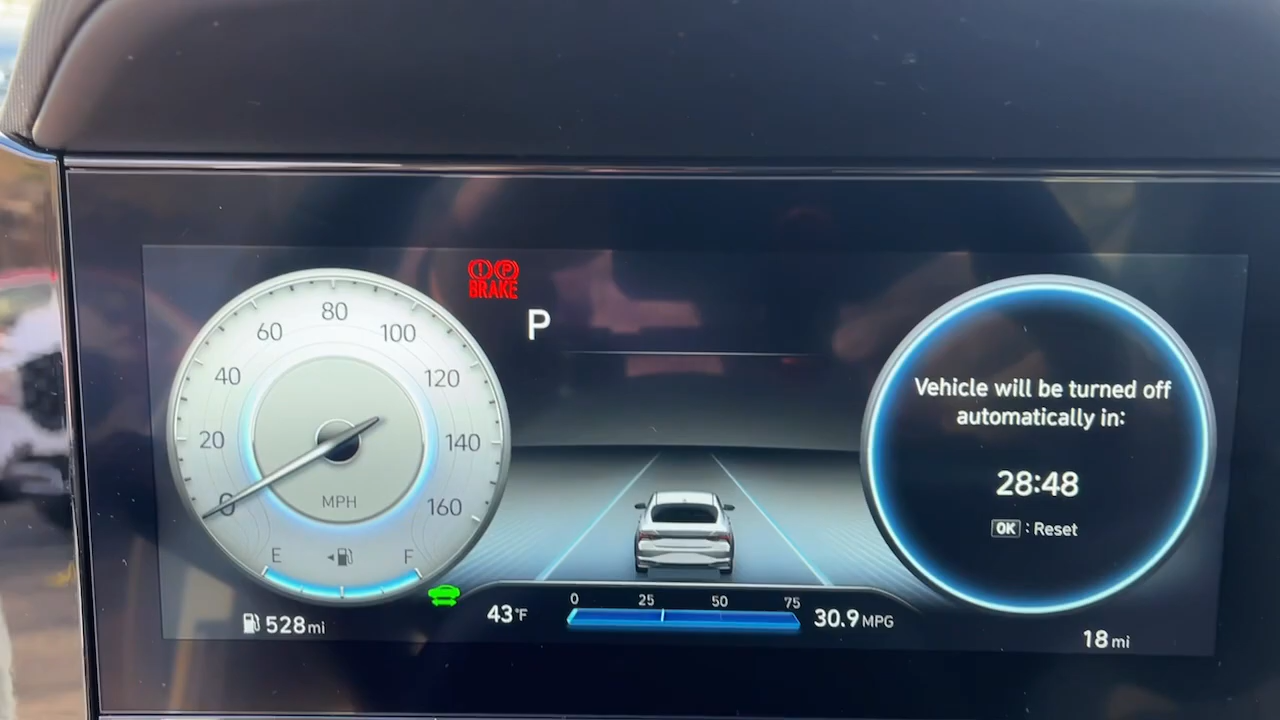 BRAKE
P
80
60
100
40
120
20
140
0
160
MPH
E
F
528 mi
43°F
0 25 50 75
30.9 MPG
Vehicle will be turned off
automatically in:
28:48
OK : Reset
18 mi